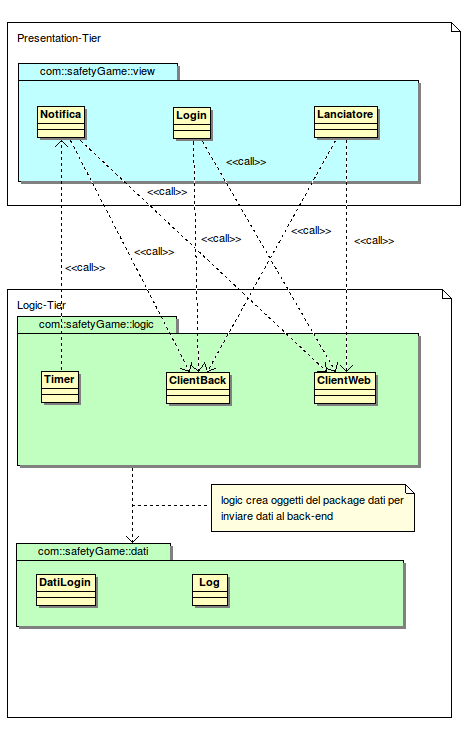 Presentation-Tier
com::safetyGame::view
Notifica
Login
Lanciatore
<<call>>
<<call>>
<<call>>
<<call>>
<<call>>
<<call>>
<<call>>
Logic-Tier
com::safetyGame::logic
Timer
ClientBack
ClientWeb
logic crea oggetti del package dati per
inviare dati al back-end
com::safetyGame::dati
DatiLogin
Log